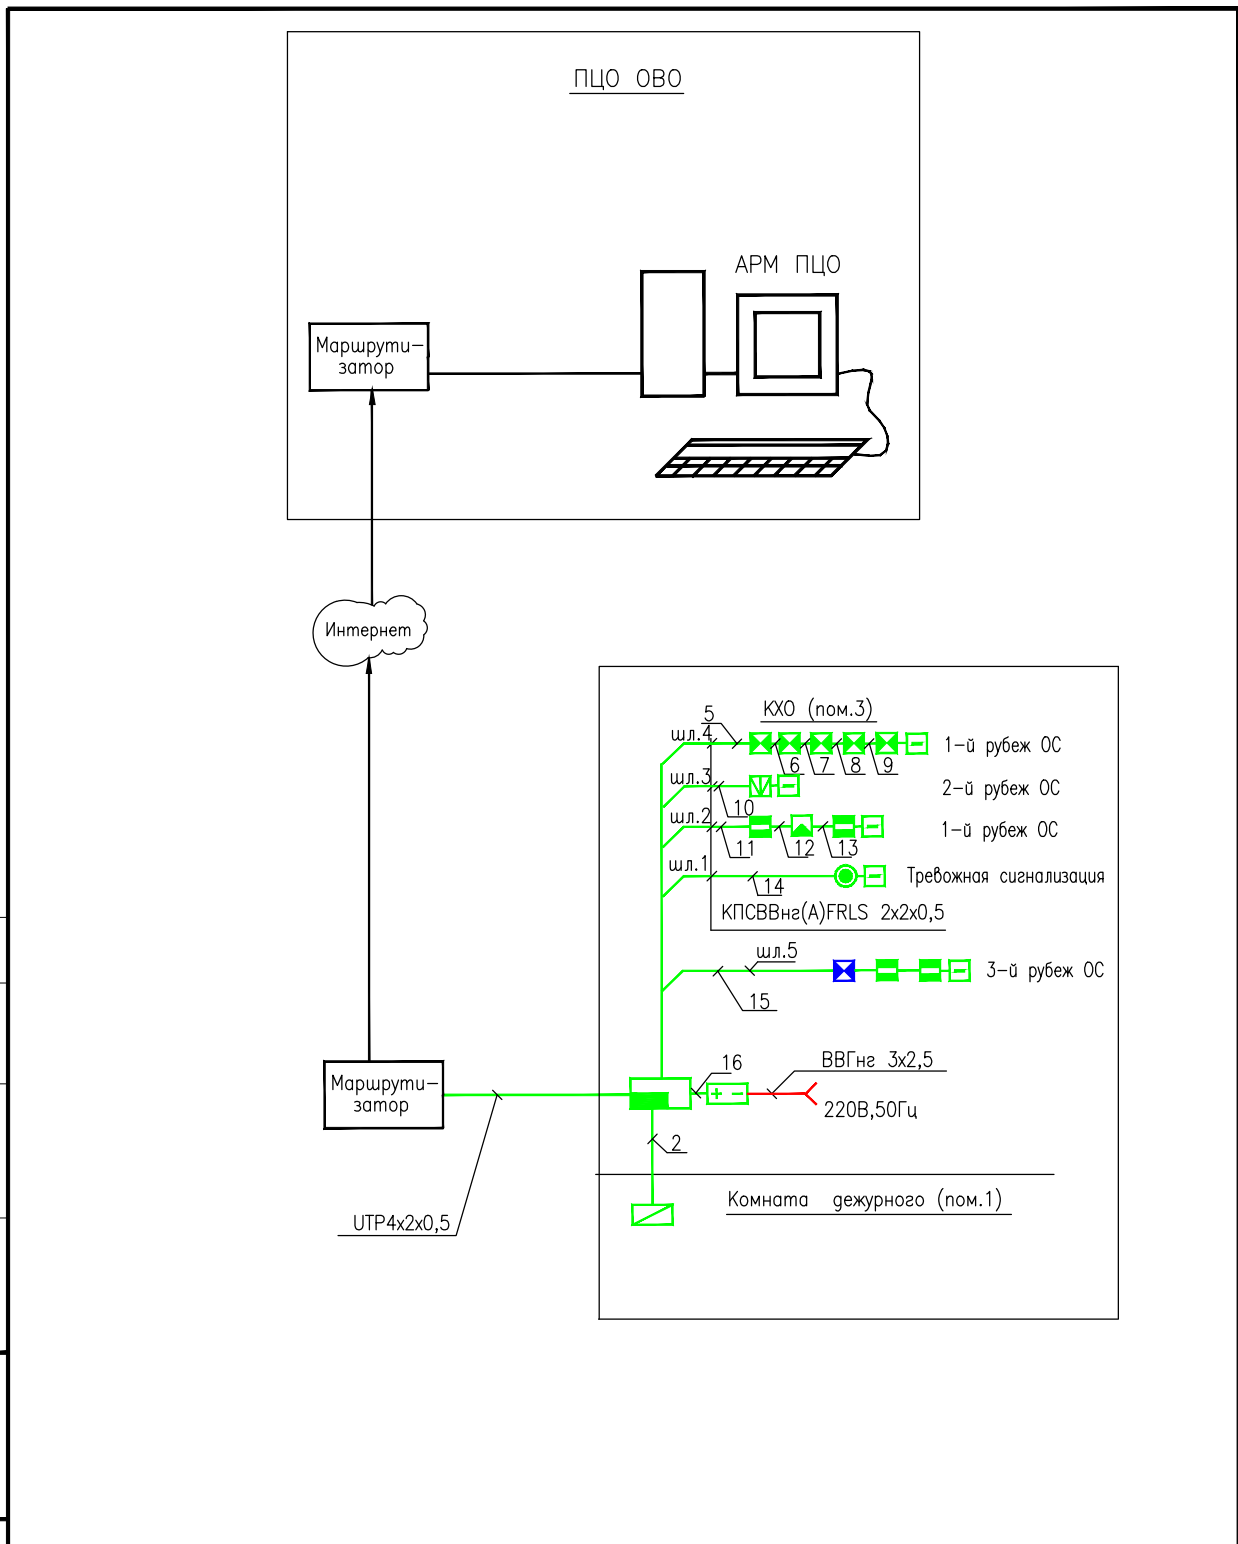 ПЦО ОВО
АРМ ПЦО
Маршрути-
затор
Интернет
КХО (пом.3)
5
шл.4
6
7
8
9
1-й рубеж ОС
шл.3
10
2-й рубеж ОС
шл.2
11
12
13
1-й рубеж ОС
шл.1
14
Тревожная сигнализация
КПСВВнг(А)FRLS 2х2х0,5
шл.5
15
3-й рубеж ОС
Маршрути-
затор
16
ВВГнг 3х2,5
220В,50Гц
2
Комната дежурного (пом.1)
UTP4х2х0,5